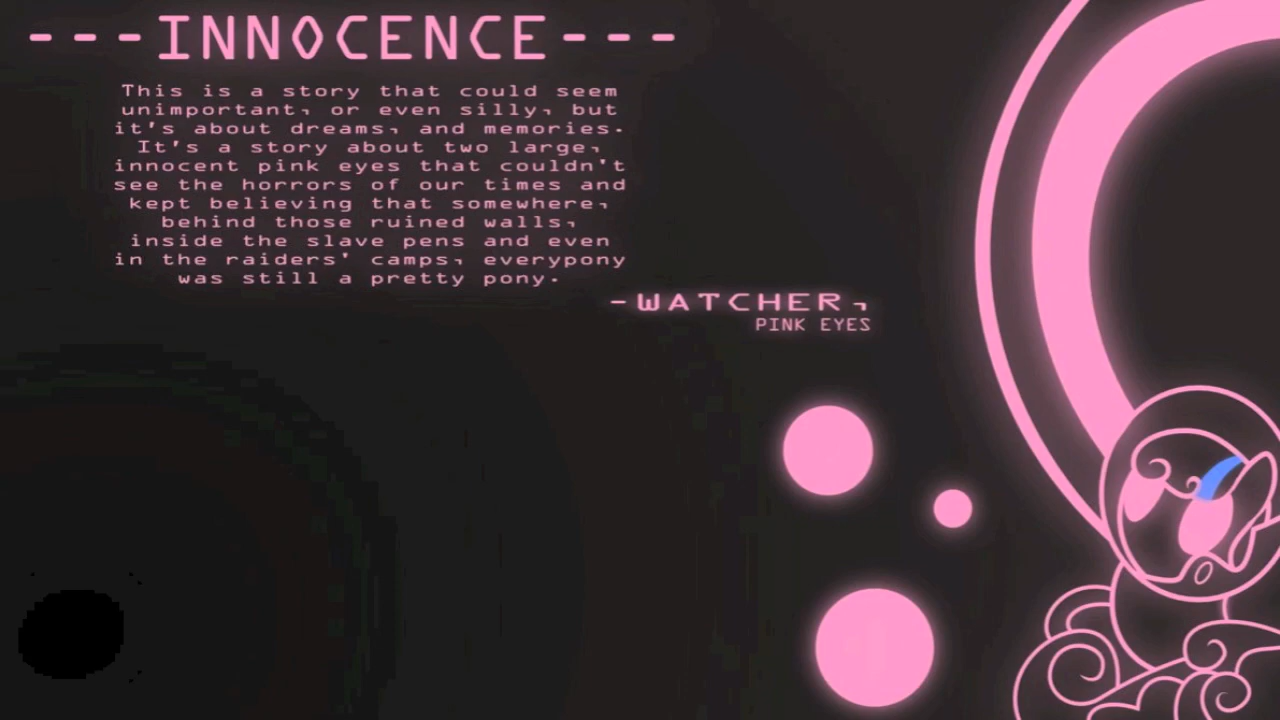 ---INNOCENCE---
This is a story that could seem
unimportant, or even silly, but
it's about dreams, and memories.
It's a story about two large,
innocent pink eyes that couldn't
see the horrors of our times and
kept believing that somewhere,
behind those ruined walls,
inside the slave pens and even
in the raiders' camps, everypony
was still a pretty pony.
-WATCHER,
PINK EYES